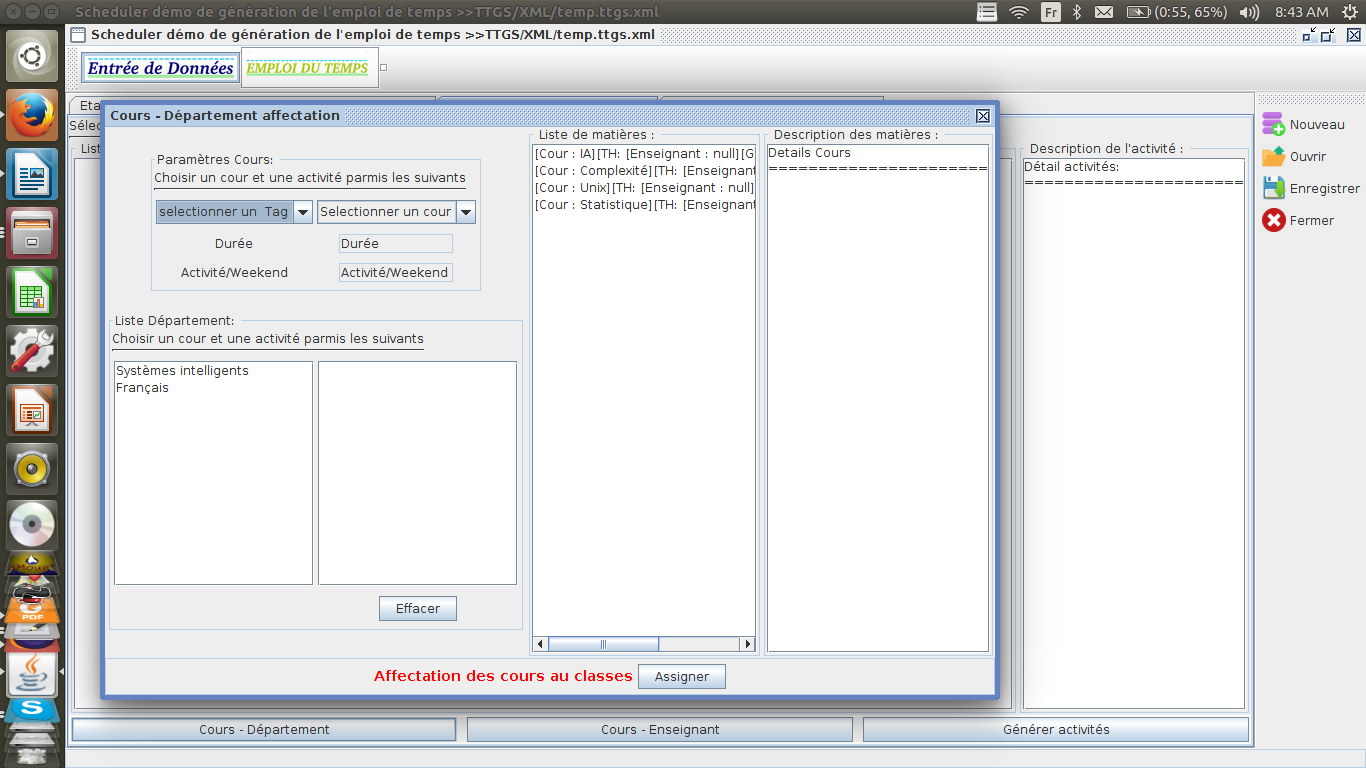 Scheduler démo de génération de l'emploi de temps >>TTGS/XML/temp.ttgs.xml
Fr
(0:55, 65%)
8:43 AM
Scheduler démo de génération de l'emploi de temps >>TTGS/XML/temp.ttgs.xml
Entrée de Données
EMPLOI DU TEMPS
Eta
Sélec
List
Cours - Département affectation
Paramètres Cours:
Choisir un cour et une activité parmis les suivants
selectionner un Tag
Selectionner un cour
Durée
Durée
Activité/Weekend
Activité/Weekend
Liste Département:
Choisir un cour et une activité parmis les suivants
Systèmes intelligents
Français
Effacer
Liste de matières :
[Cour : IA][TH: [Enseignant : null][G
[Cour : Complexité][TH: [Enseignant
[Cour : Unix][TH: [Enseignant : null]
[Cour : Statistique][TH: [Enseignant
Description des matières :
Details Cours
======================
Affectation des cours au classes
Assigner
Description de l'activité :
Détail activités:
======================
Nouveau
Ouvrir
Enregistrer
Fermer
Cours - Département
Cours - Enseignant
Générer activités
PDF
S